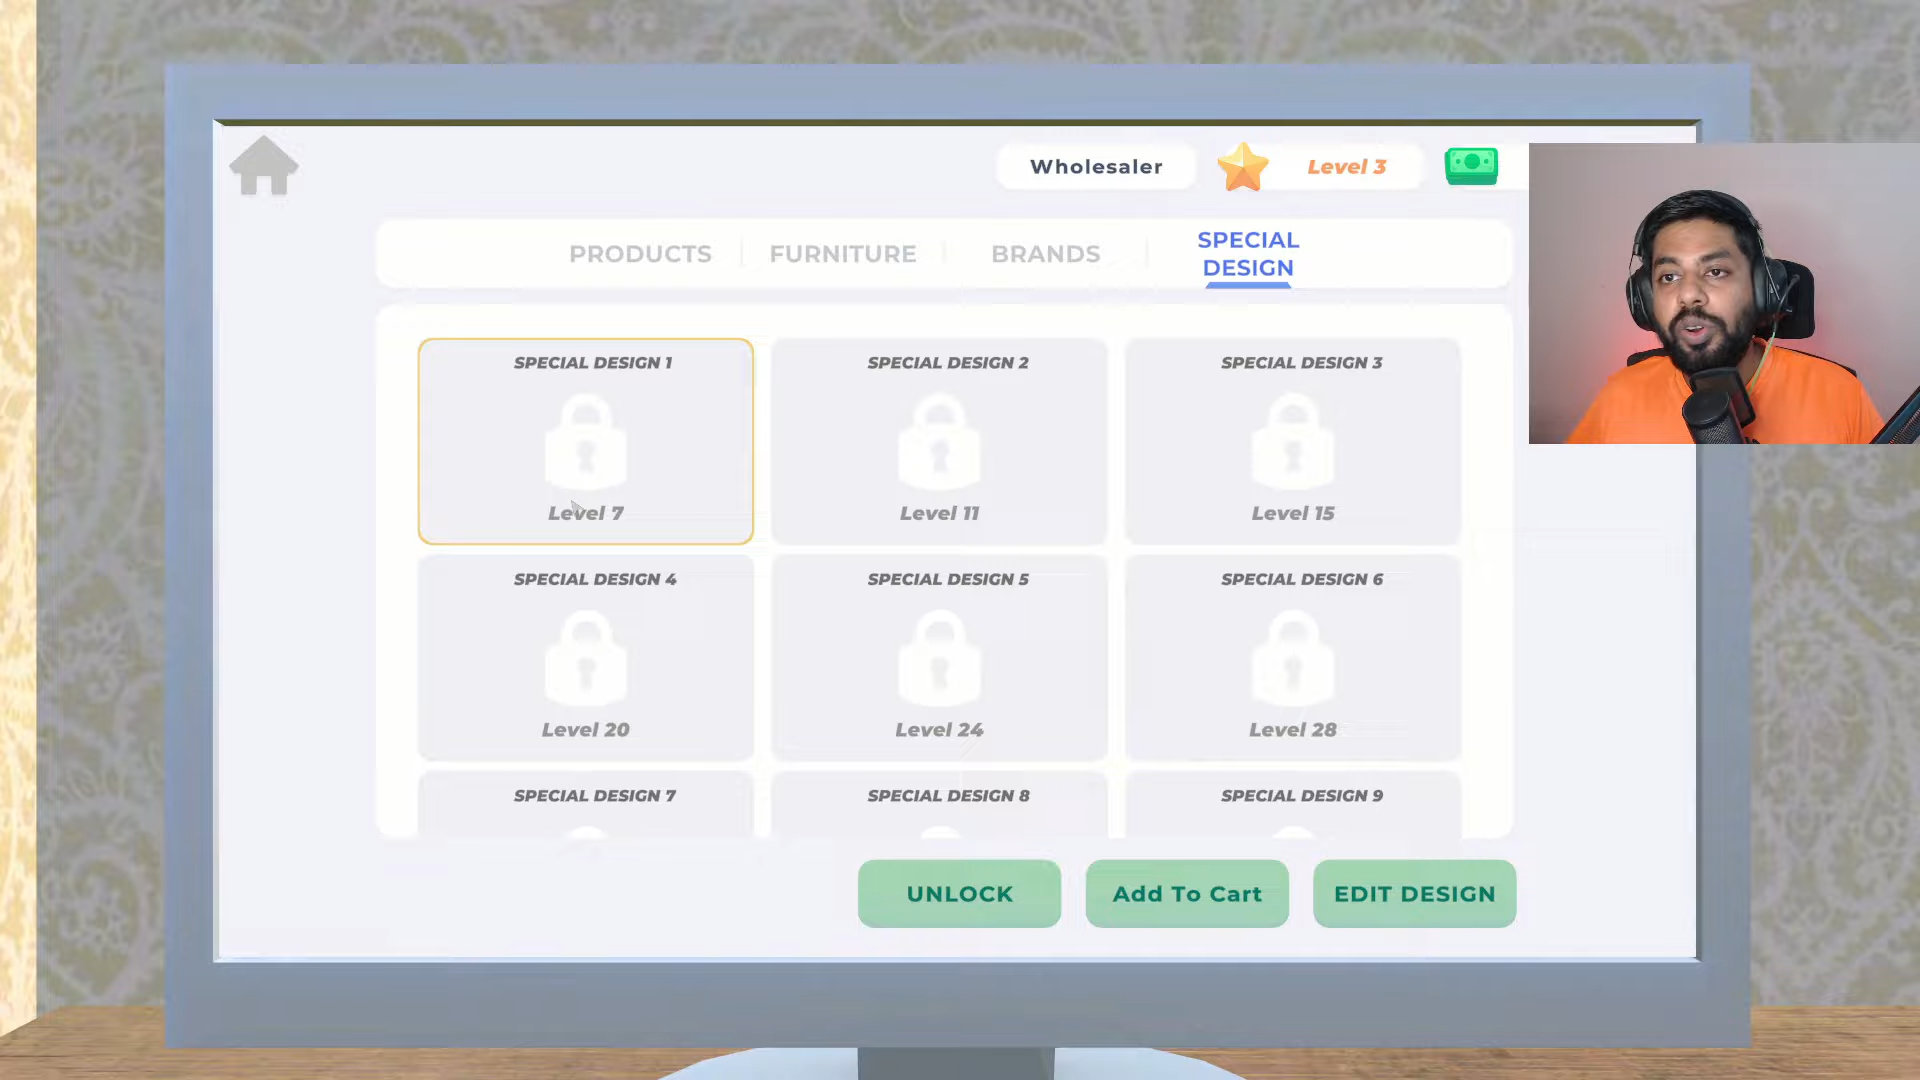 Wholesaler
Level 3
PRODUCTS
FURNITURE
BRANDS
SPECIAL
DESIGN
SPECIAL DESIGN 1
SPECIAL DESIGN 2
SPECIAL DESIGN 3
Level 7
Level 11
Level 15
SPECIAL DESIGN 4
SPECIAL DESIGN 5
SPECIAL DESIGN 6
Level 20
Level 24
Level 28
SPECIAL DESIGN 7
SPECIAL DESIGN 8
SPECIAL DESIGN 9
UNLOCK
Add To Cart
EDIT DESIGN